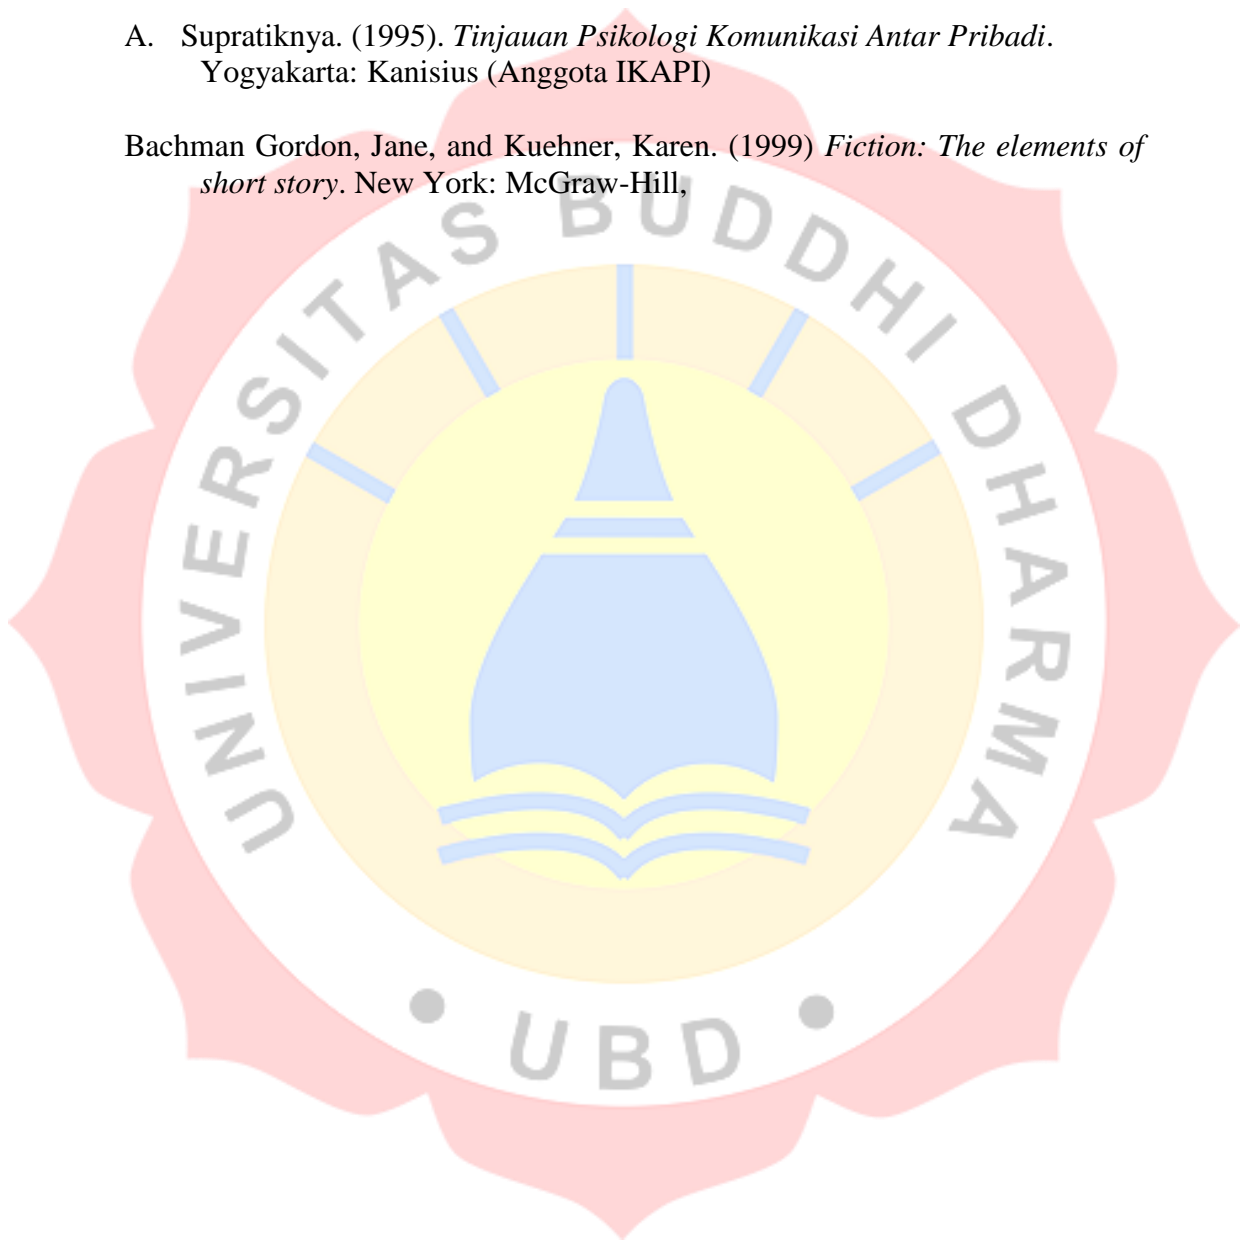 A. Supratiknya. (1995). Tinjauan Psikologi Komunikasi Antar Pribadi.
Yogyakarta: Kanisius (Anggota IKAPI)
Bachman Gordon, Jane, and Kuehner, Karen. (1999) Fiction: The elements of
short story. New York: McGraw-Hill,
UNIVERSITAS BUDDHI DHARMA
• UBD •